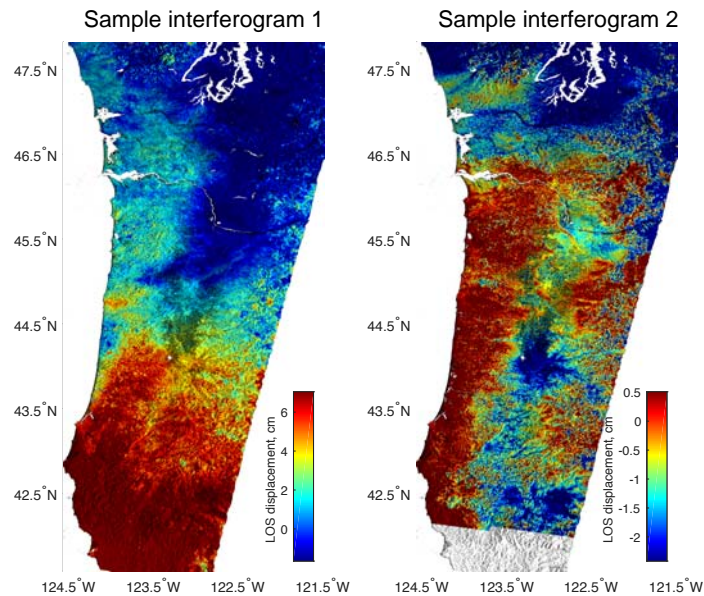 Sample interferogram 1
Sample interferogram 2
47.5°N
46.5°N
45.5°N
44.5°N
43.5°N
42.5°N
6
4
2
0
LOS displacement, cm
124.5°W 123.5°W 122.5°W 121.5°W
47.5°N
46.5°N
45.5°N
44.5°N
43.5°N
42.5°N
0.5
0
-0.5
-1
-1.5
-2
LOS displacement, cm
124.5°W 123.5°W 122.5°W 121.5°W